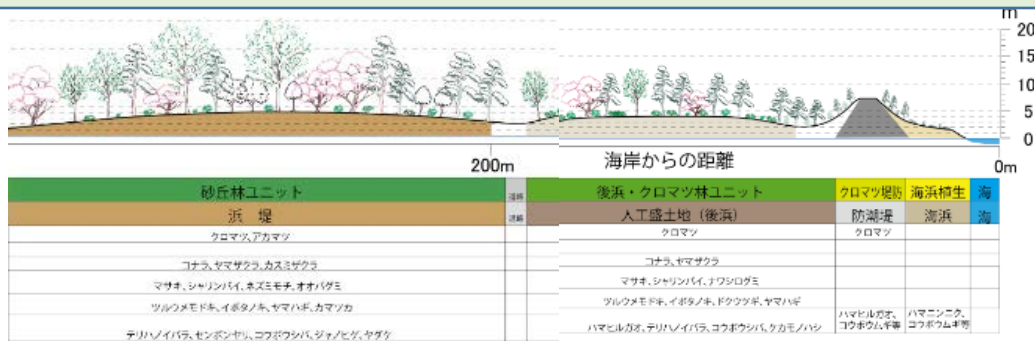 m
20
15
10
5
0
200m
海岸からの距離
0m
砂丘林ユニット
道路
後浜・クロマツ林ユニット
クロマツ堤防
海浜植生
海
浜 堤
道路
人工盛土地（後浜）
防潮堤
海浜
海
クロマツ、アカマツ
クロマツ
クロマツ
コナラ、ヤマザクラ、カスミザクラ
コナラ、ヤマザクラ
マサキ、シャリンバイ、ネズミモチ、オオバグミ
マサキ、シャリンバイ、ナワシログミ
ツルウメモドキ、イボタノキ、ヤマハギ、カマツカ
ツルウメモドキ、イボタノキ、ドクウツギ、ヤマハギ
テリハノイバラ、センボンヤリ、コウボウシバ、ジャノヒゲ、ヤダケ
ハマヒルガオ、テリハノイバラ、コウボウシバ、ケカモノハシ
ハマヒルガオ、
コウボウムギ等
ハマニンニク、
コウボウムギ等